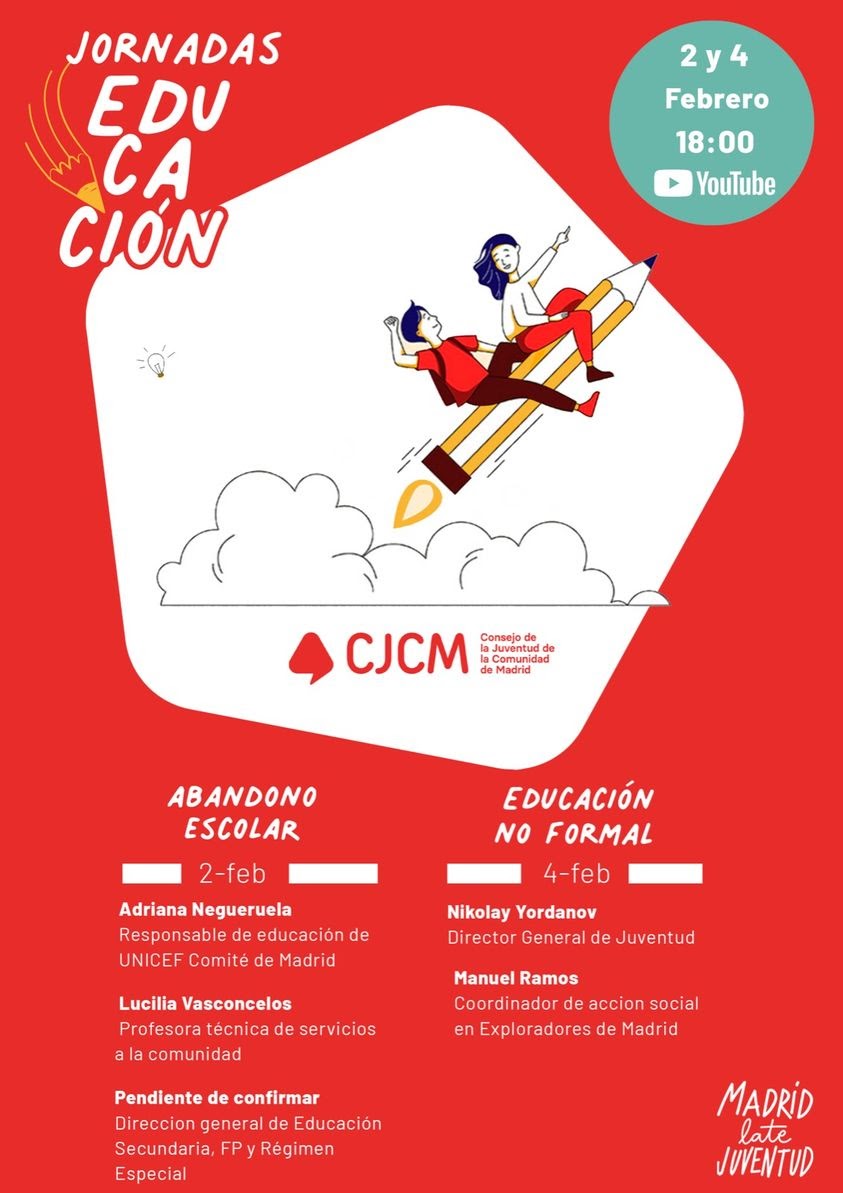 JORNADAS
EDU
CA
CIÓN
2 y 4
Febrero
18:00
YouTube
CJCM
Consejo de
la Juventud de
la Comunidad
de Madrid
ABANDONO
ESCOLAR
2-feb
Adriana Negueruela
Responsable de educación de
UNICEF Comité de Madrid
Lucilia Vasconcelos
Profesora técnica de servicios
a la comunidad
Pendiente de confirmar
Direccion general de Educación
Secundaria, FP y Régimen
Especial
EDUCACIÓN
NO FORMAL
4-feb
Nikolay Yordanov
Director General de Juventud
Manuel Ramos
Coordinador de accion social
en Exploradores de Madrid
MADRID
late
JUVENTUD